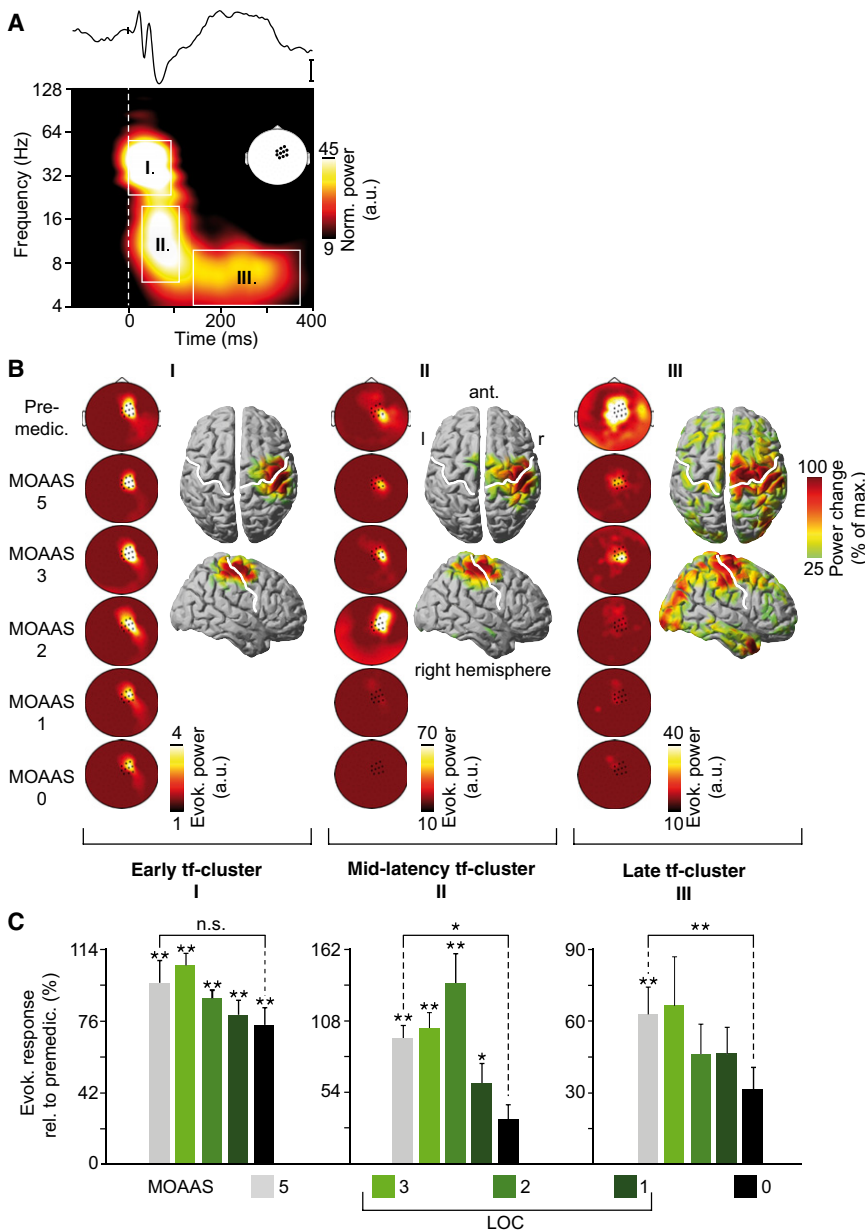 A
128
64
32
16
8
4
Frequency (Hz)
I.
II.
III.
45
9
Norm. power
(a.u.)
0
200
400
Time (ms)
B
I
II
III
Pre-
medic.
MOAAS
5
MOAAS
3
MOAAS
2
MOAAS
1
MOAAS
0
ant.
l
r
right hemisphere
100
25
Power change
(% of max.)
4
1
Evok. power
(a.u.)
70
10
Evok. power
(a.u.)
40
10
Evok. power
(a.u.)
Early tf-cluster
I
Mid-latency tf-cluster
II
Late tf-cluster
III
C
Evok. response
rel. to premedic. (%)
114
76
42
0
n.s.
**
**
**
**
**
162
108
54
*
**
**
**
*
90
60
30
**
**
MOAAS
5
3
2
1
0
LOC